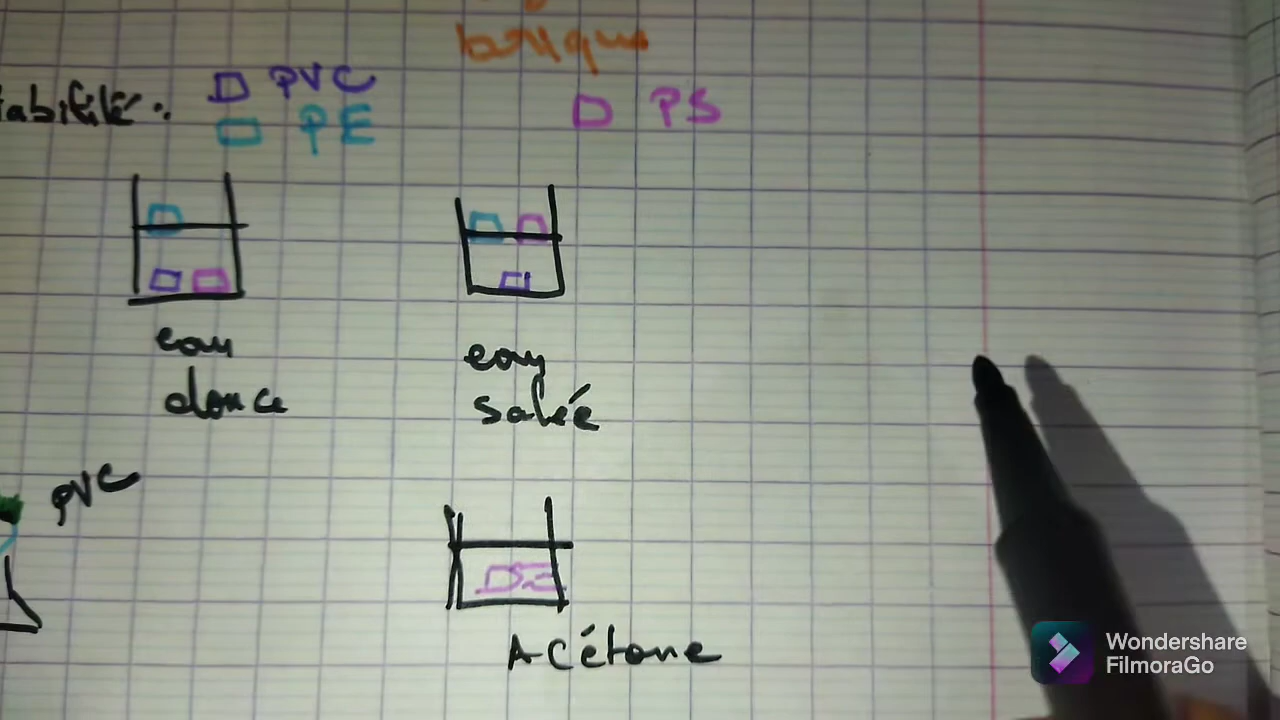 PVC
PE
PS
eau
douce
eau
salée
PVC
Acétone
Wondershare
FilmoraGo